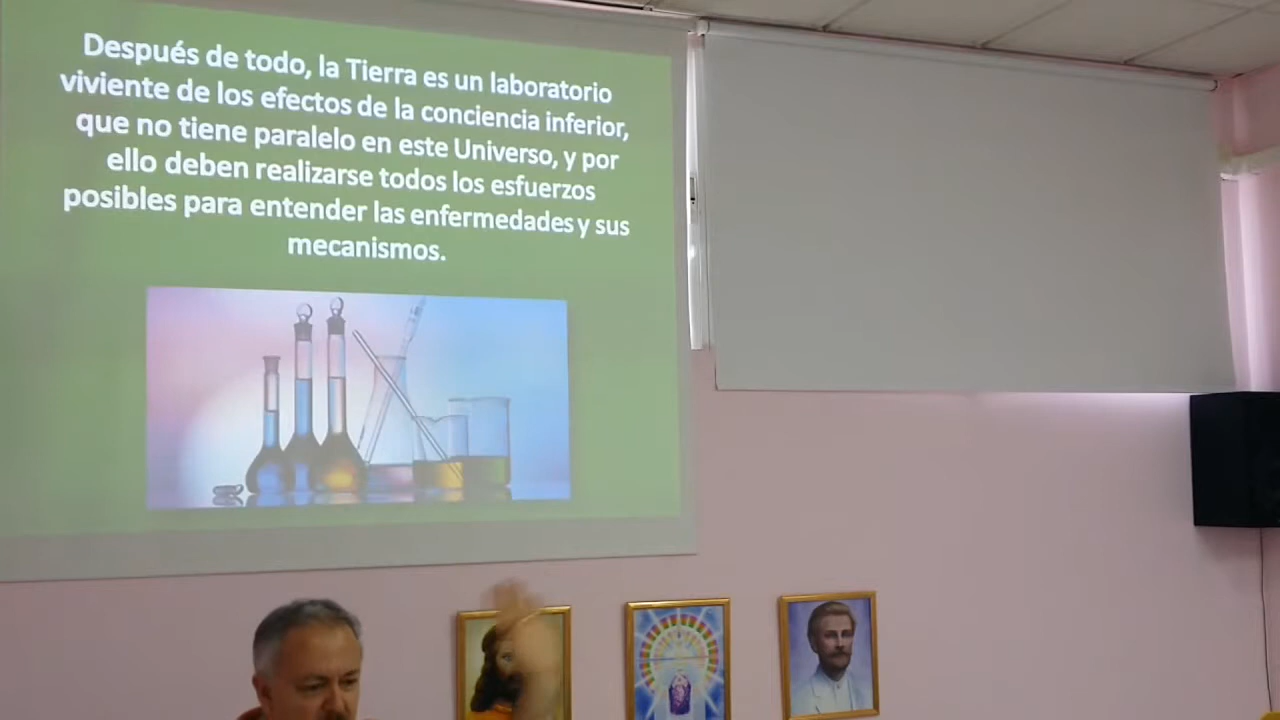 Después de todo, la Tierra es un laboratorio
viviente de los efectos de la conciencia inferior,
que no tiene paralelo en este Universo, y por
ello deben realizarse todos los esfuerzos
posibles para entender las enfermedades y sus
mecanismos.